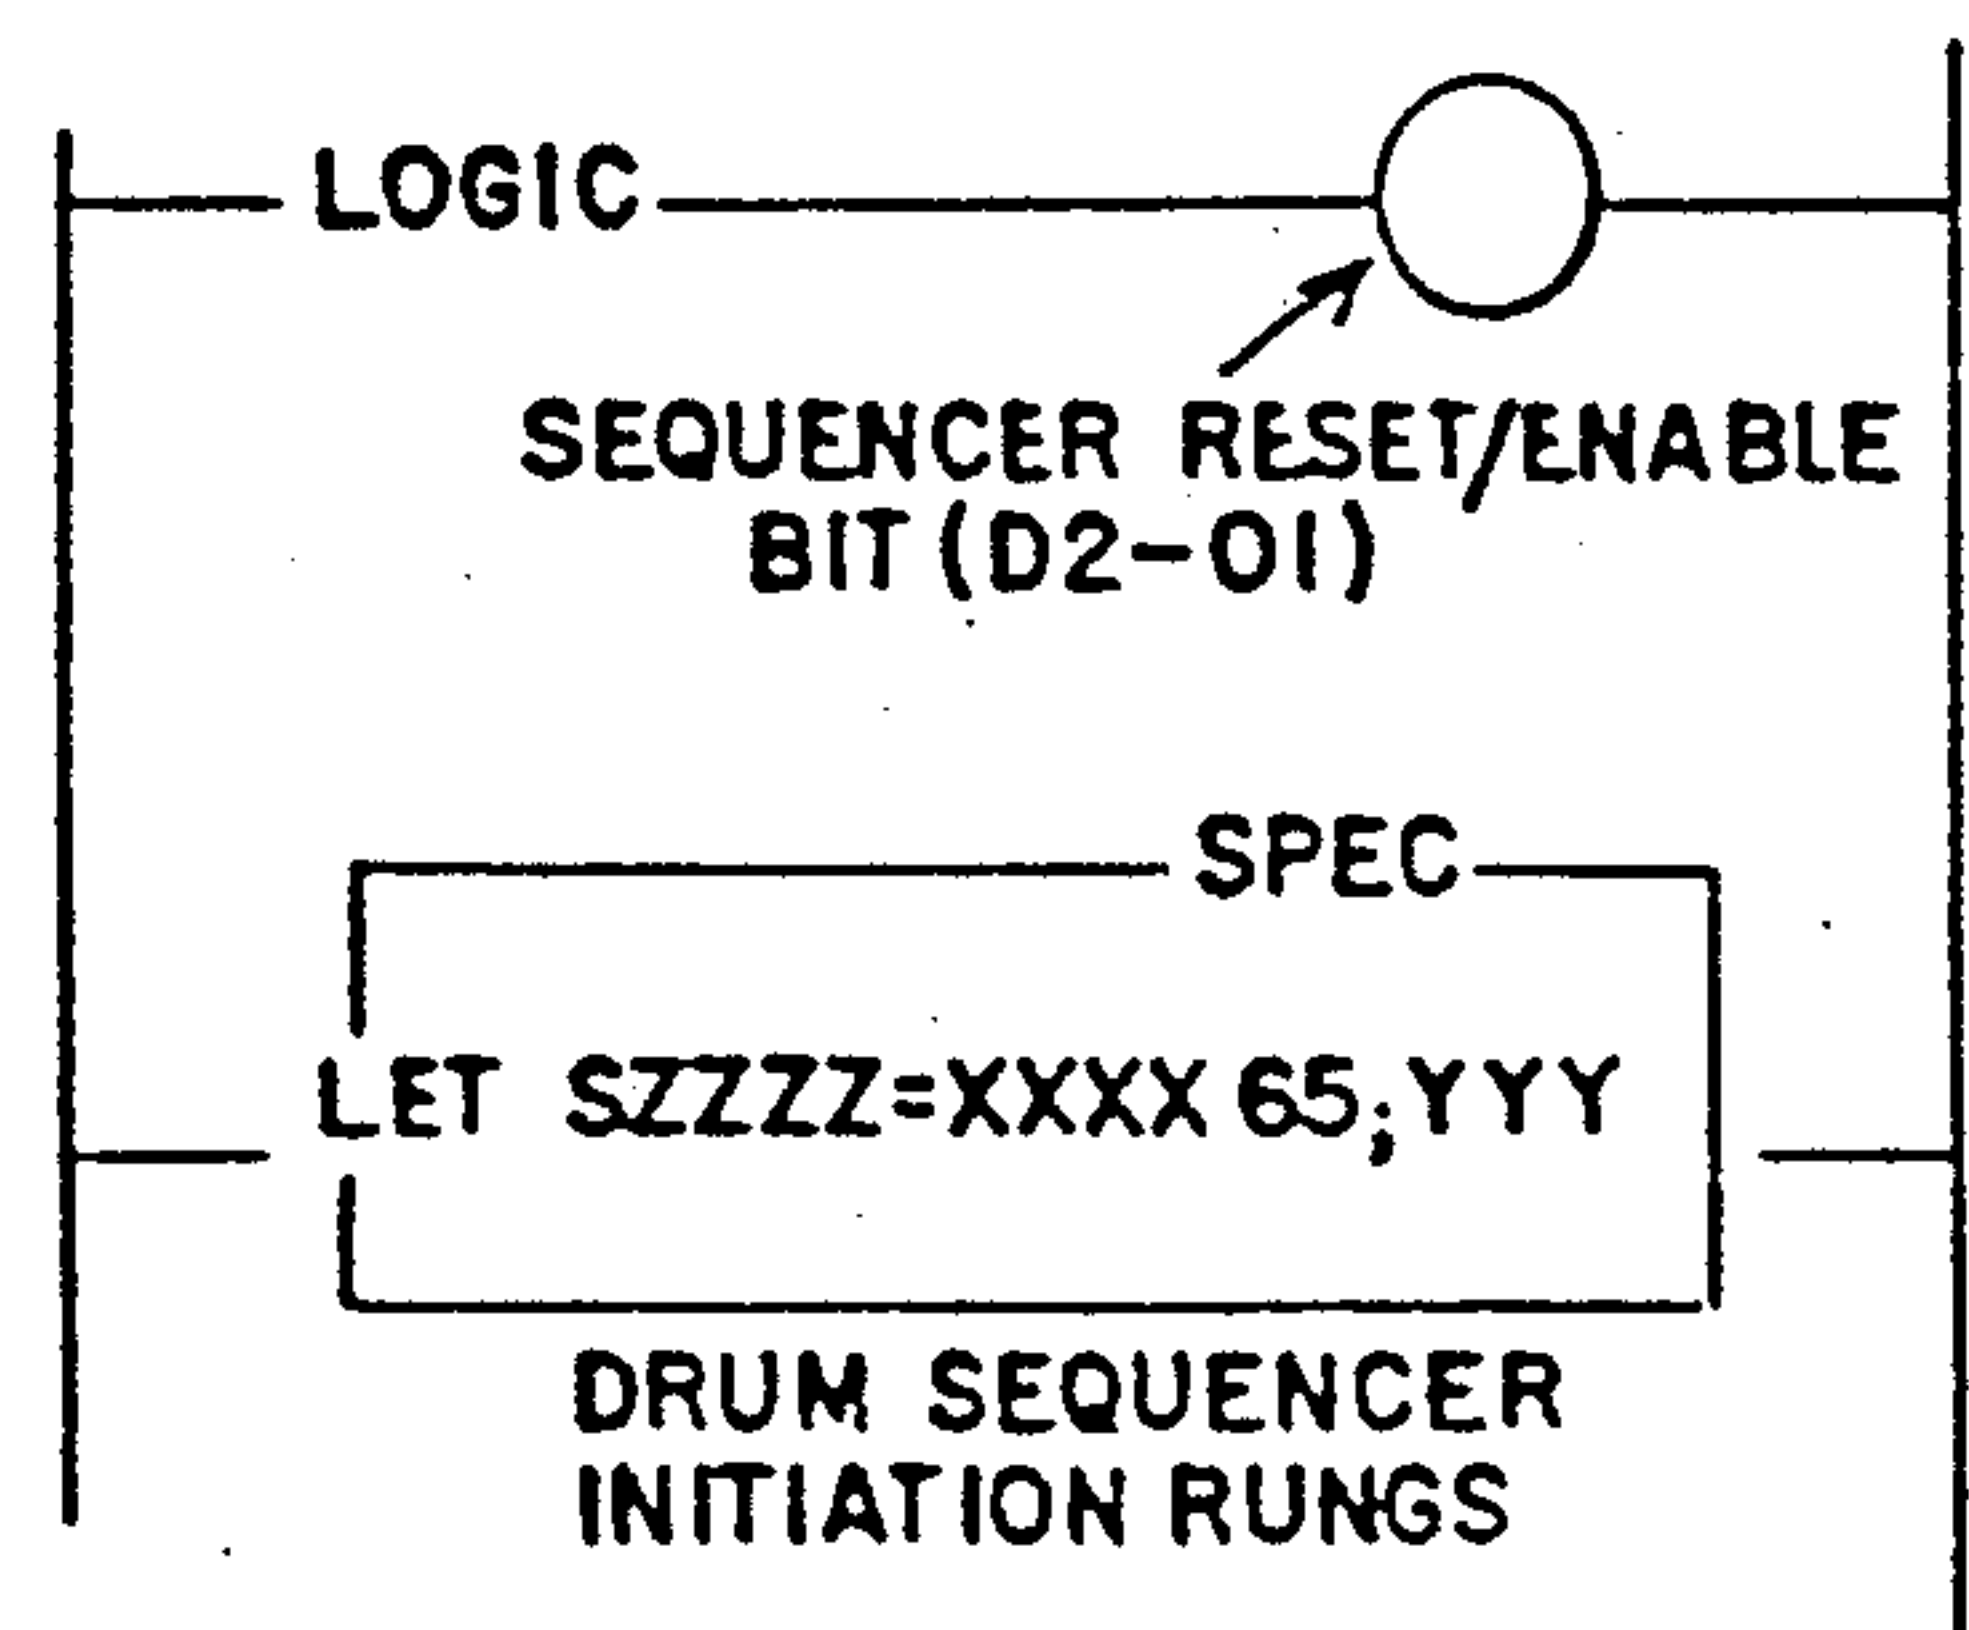 LOGIC
SEQUENCER RESET/ENABLE
BIT (D2-01)
SPEC
LET SZZZZ=XXXX 65;YYY
DRUM SEQUENCER
INITIATION RUNGS